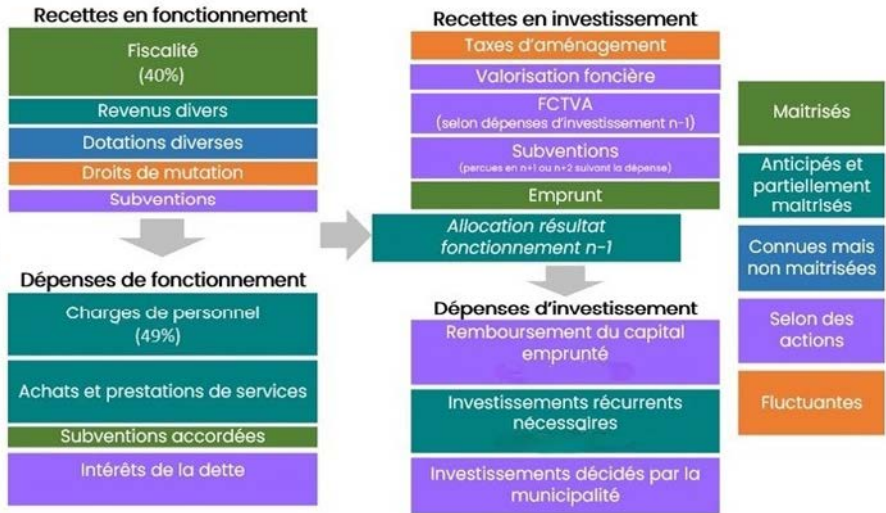 Recettes en fonctionnement
Fiscalité
(40%)
Revenus divers
Dotations diverses
Droits de mutation
Subventions
Dépenses de fonctionnement
Charges de personnel
(49%)
Achats et prestations de services
Subventions accordées
Intérêts de la dette
Recettes en investissement
Taxes d'aménagement
Valorisation foncière
FCTVA
(selon dépenses d'investissement n-1)
Subventions
(percues en n+1 ou n+2 suivant la dépense)
Emprunt
Allocation résultat
fonctionnement n-1
Dépenses d'investissement
Remboursement du capital
emprunté
Investissements récurrents
nécessaires
Investissements décidés par la
municipalité
Maitrisés
Anticipés et
partiellement
maitrisés
Connues mais
non maitrisées
Selon des
actions
Fluctuantes